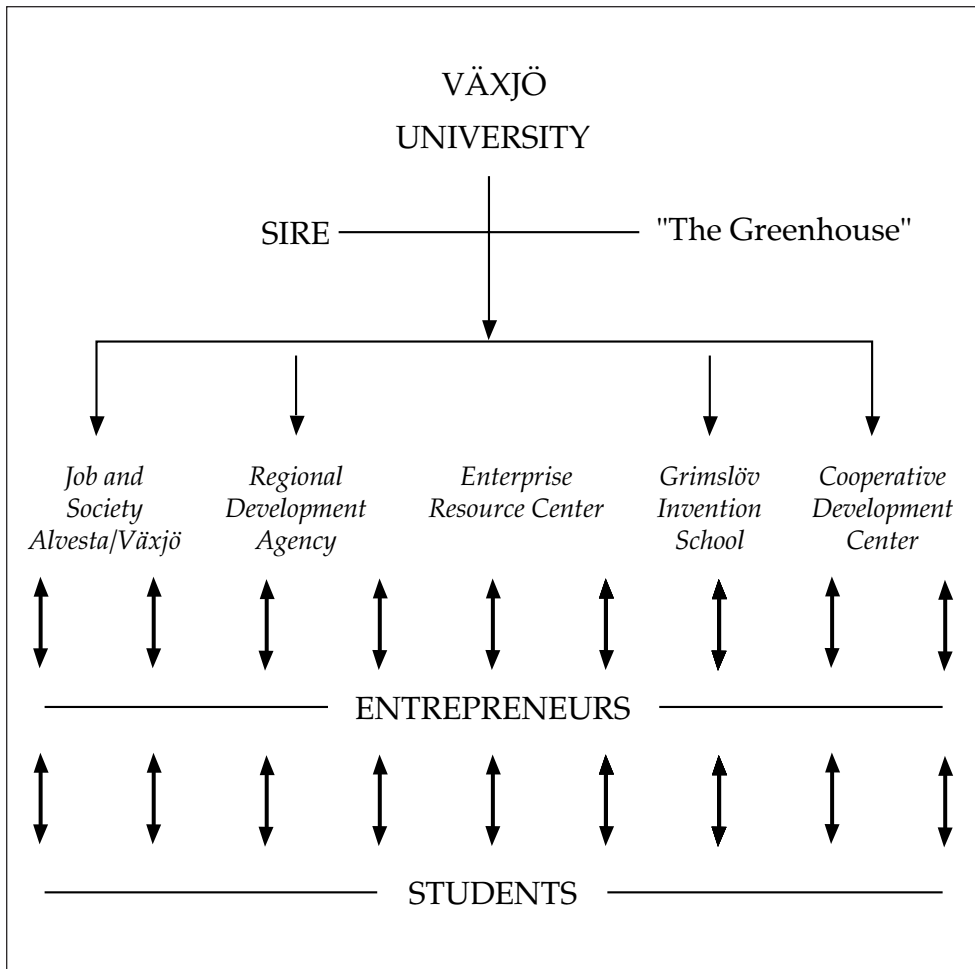 VÄXJÖ
UNIVERSITY
SIRE
"The Greenhouse"
Job and
Society
Alvesta/Växjö
Regional
Development
Agency
Enterprise
Resource Center
Grimslöv
Invention
School
Cooperative
Development
Center
ENTREPRENEURS
STUDENTS